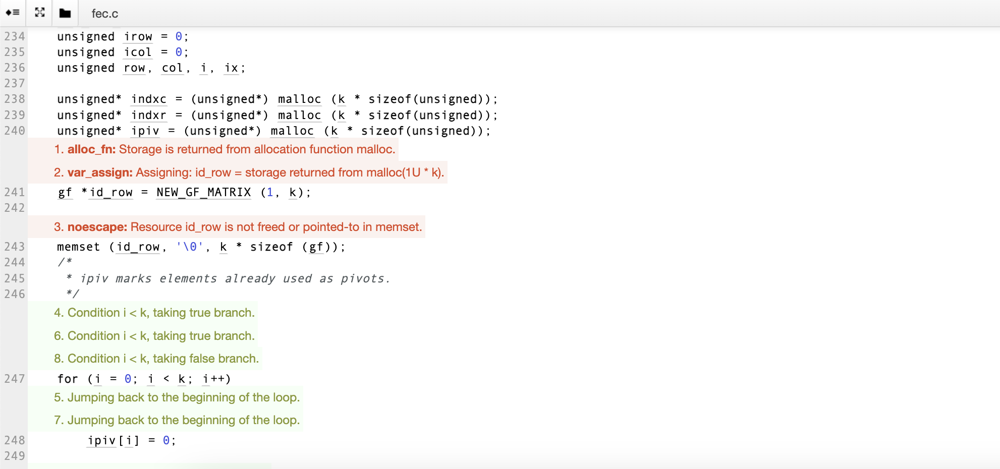 fec.c
234 unsigned irow = 0;
235 unsigned icol = 0;
236 unsigned row, col, i, ix;
237
238 unsigned* indxc = (unsigned*) malloc (k * sizeof(unsigned));
239 unsigned* indxr = (unsigned*) malloc (k * sizeof(unsigned));
240 unsigned* ipiv = (unsigned*) malloc (k * sizeof(unsigned));
1. alloc_fn: Storage is returned from allocation function malloc.
2. var_assign: Assigning: id_row = storage returned from malloc(1U * k).
241 gf *id_row = NEW_GF_MATRIX (1, k);
242
3. noescape: Resource id_row is not freed or pointed-to in memset.
243 memset (id_row, '\0', k * sizeof (gf));
244 /*
245 * ipiv marks elements already used as pivots.
246 */
4. Condition i < k, taking true branch.
6. Condition i < k, taking true branch.
8. Condition i < k, taking false branch.
247 for (i = 0; i < k; i++)
5. Jumping back to the beginning of the loop.
7. Jumping back to the beginning of the loop.
248 ipiv[i] = 0;
249